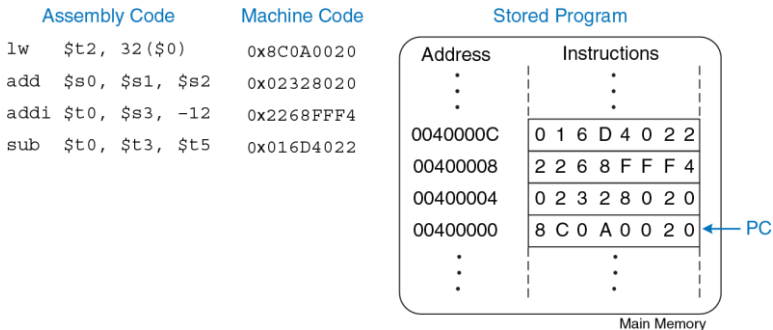 Assembly Code Machine Code Stored Program
lw $t2, 32($0) 0x8C0A0020
add $s0, $s1, $s2 0x02328020
addi $t0, $s3, -12 0x2268FFF4
sub $t0, $t3, $t5 0x016D4022
Address Instructions
0040000C 0 1 6 D 4 0 2 2
00400008 2 2 6 8 F F F 4
00400004 0 2 3 2 8 0 2 0
00400000 8 C 0 A 0 0 2 0 PC
Main Memory